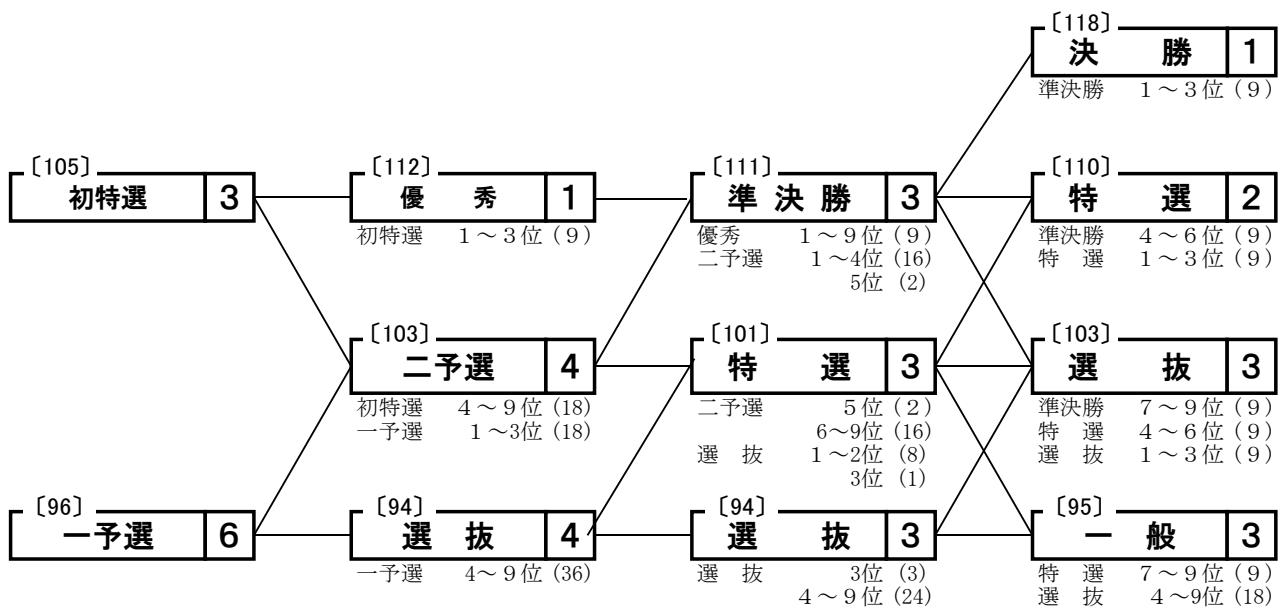 〔105〕
初特選 3
〔96〕
一予選 6
〔112〕
優 秀 1
初特選 1～3位(9)
〔103〕
二予選 4
初特選 4～9位(18)
一予選 1～3位(18)
〔94〕
選 抜 4
一予選 4～9位(36)
〔111〕
準決勝 3
優秀 1～9位(9)
二予選 1～4位(16)
5位 (2)
〔101〕
特 選 3
二予選 5位(2)
6～9位(16)
選 抜 1～2位 (8)
3位 (1)
〔94〕
選 抜 3
選 抜 3位 (3)
4～9位(24)
〔118〕
決 勝 1
準決勝 1～3位(9)
〔110〕
特 選 2
準決勝 4～6位(9)
特 選 1～3位(9)
〔103〕
選 抜 3
準決勝 7～9位(9)
特 選 4～6位(9)
選 抜 1～3位(9)
〔95〕
一 般 3
特 選 7～9位(9)
選 抜 4～9位(18)